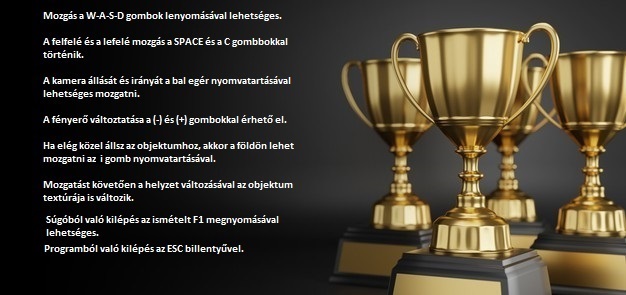 Mozgás a W-A-S-D gombok lenyomásával lehetséges.
A felfelé és a lefelé mozgás a SPACE és a C gombbokkal
történik.
A kamera állását és irányát a bal egér nyomvatartásával
lehetséges mozgatni.
A fényerő változtatása a (-) és (+) gombokkal érhető el.
Ha elég közel állsz az objektumhoz, akkor a földön lehet
mozgatni az i gomb nyomvatartásával.
Mozgatást követően a helyzet változásával az objektum
textúrája is változik.
Súgóból való kilépés az ismételt F1 megnyomásával
lehetséges.
Programból való kilépés az ESC billentyűvel.